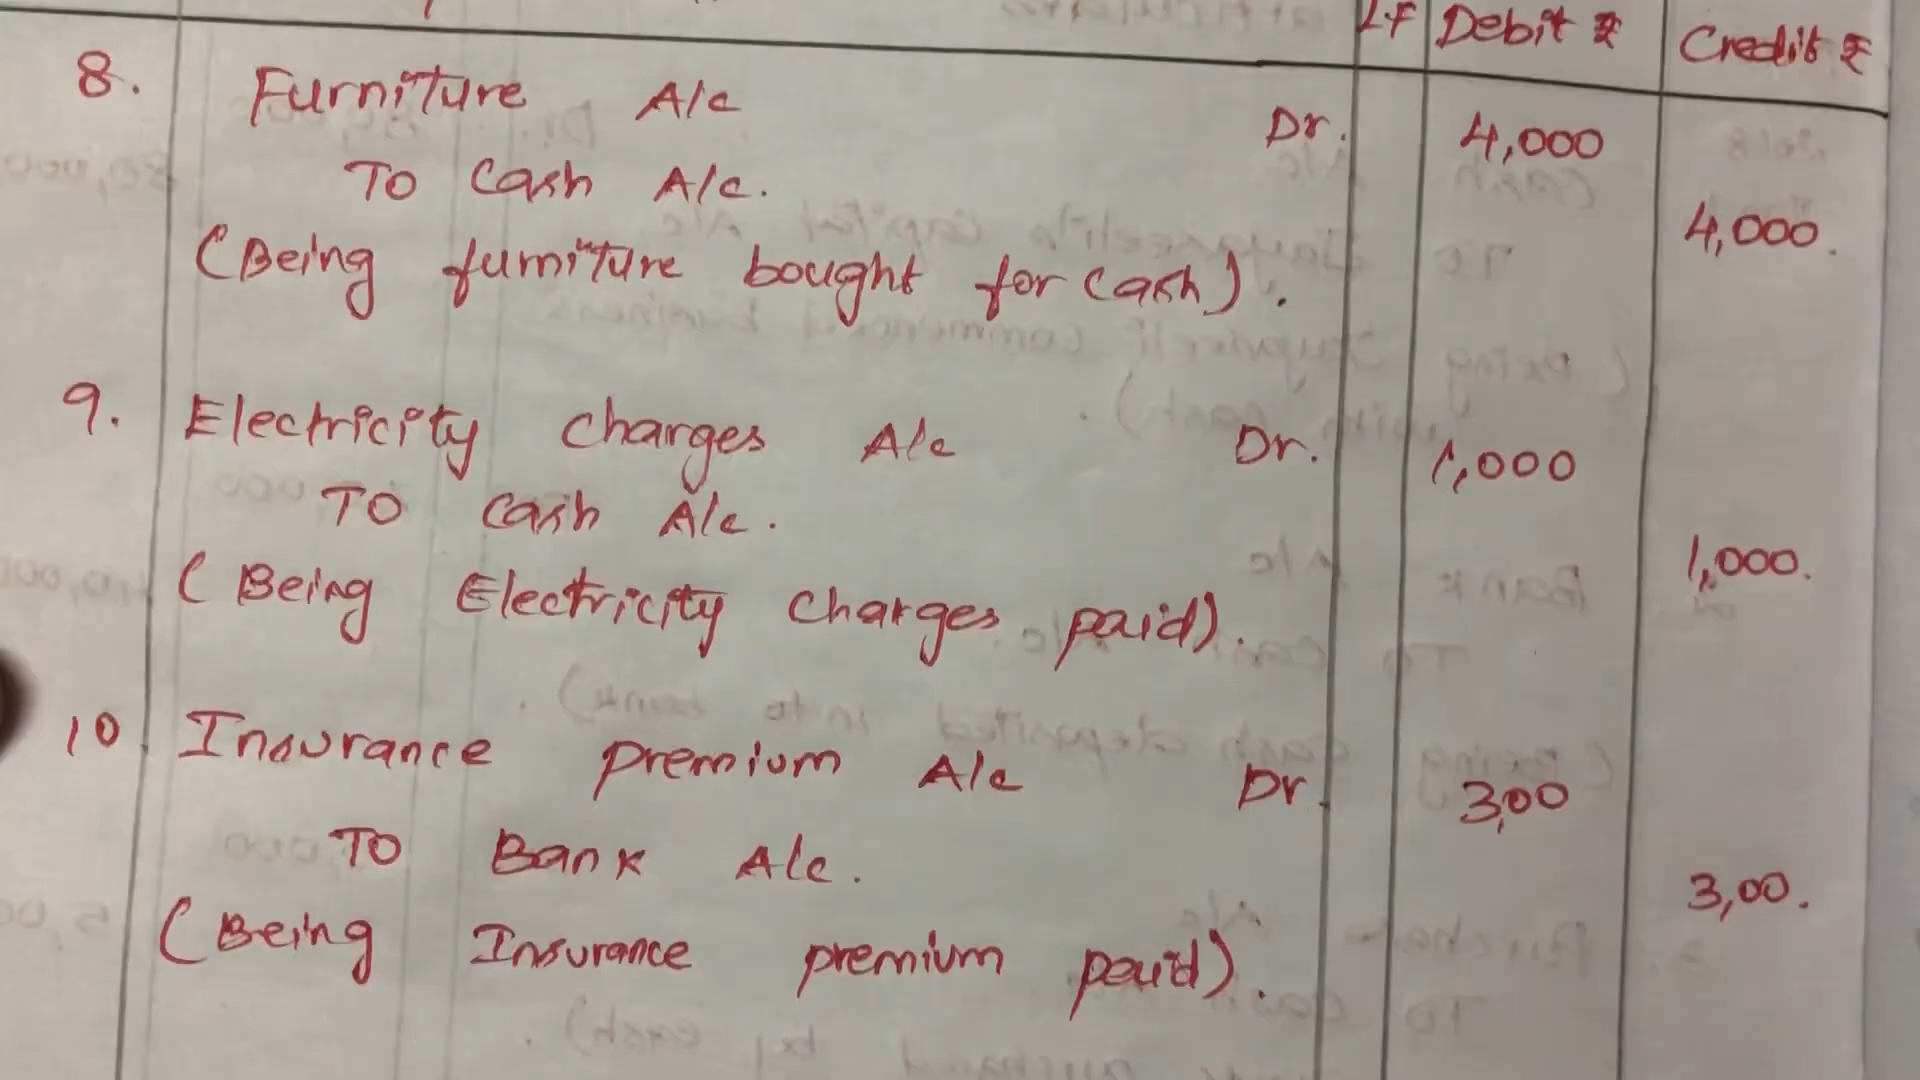 L.F Debit ₹ Credit ₹
8. Furniture A/c Dr. 4,000
To Cash A/c. 4,000.
(Being furniture bought for cash).
9. Electricity charges A/c Dr. 1,000
To cash A/c. 1,000.
(Being Electricity charges paid).
10 Insurance premium A/c Dr. 3,00
To Bank A/c. 3,00.
(Being Insurance premium paid).